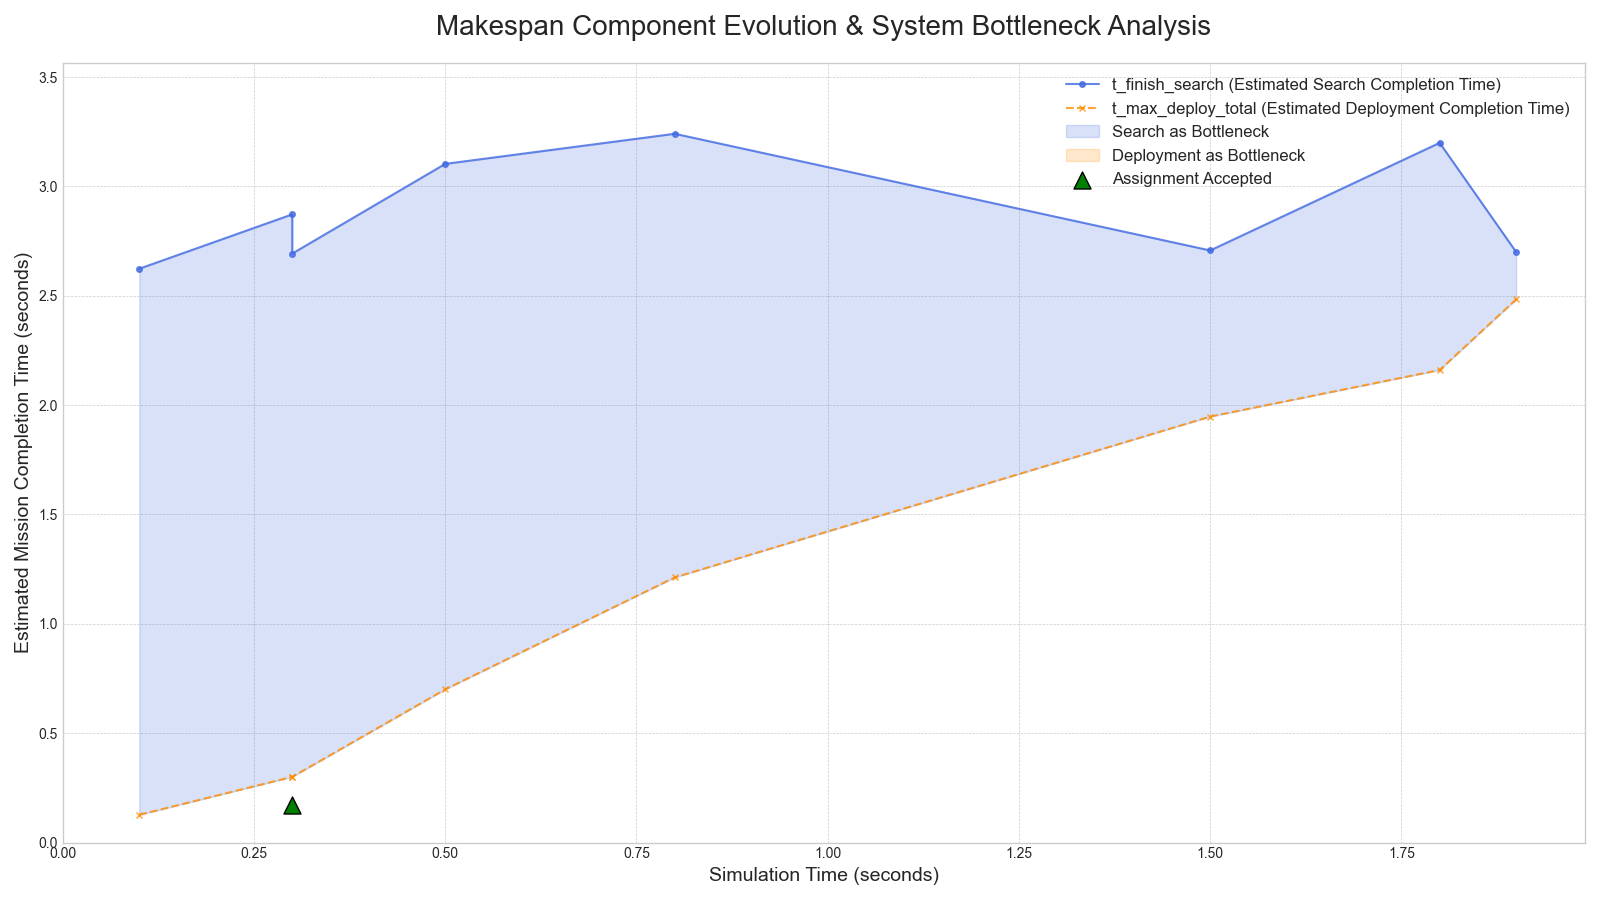 Makespan Component Evolution & System Bottleneck Analysis
t_finish_search (Estimated Search Completion Time)
t_max_deploy_total (Estimated Deployment Completion Time)
Search as Bottleneck
Deployment as Bottleneck
Assignment Accepted
Estimated Mission Completion Time (seconds)
3.5
3.0
2.5
2.0
1.5
1.0
0.5
0.0
0.00
0.25
0.50
0.75
1.00
1.25
1.50
1.75
Simulation Time (seconds)